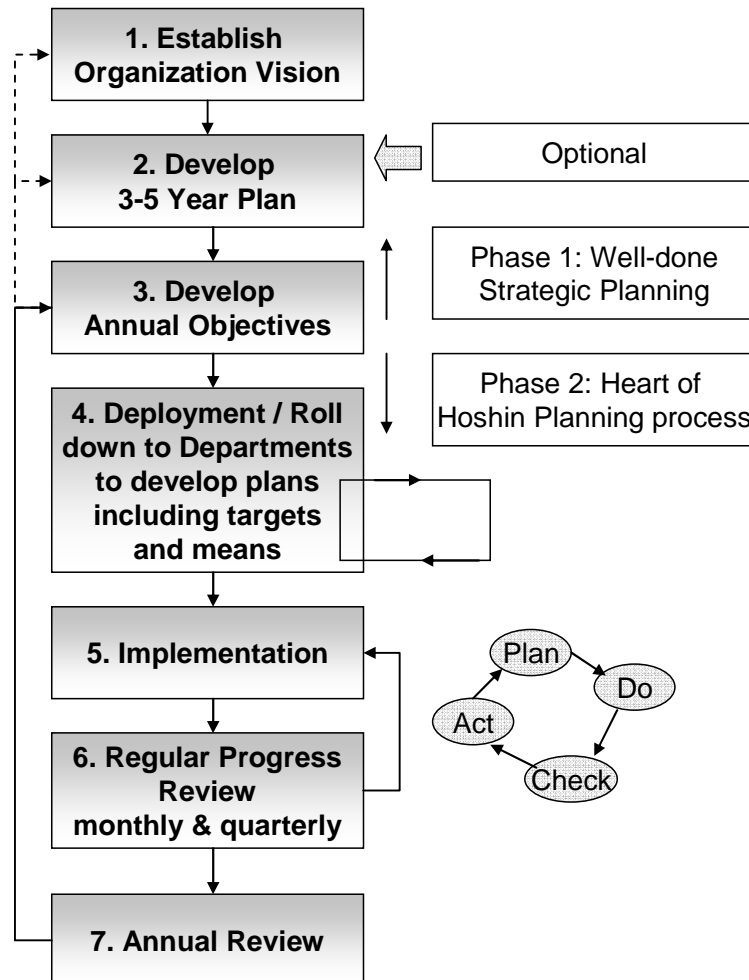 1. Establish
Organization Vision
2. Develop
3-5 Year Plan
Optional
3. Develop
Annual Objectives
Phase 1: Well-done
Strategic Planning
Phase 2: Heart of
Hoshin Planning process
4. Deployment / Roll
down to Departments
to develop plans
including targets
and means
5. Implementation
Plan
Do
Act
Check
6. Regular Progress
Review
monthly & quarterly
7. Annual Review